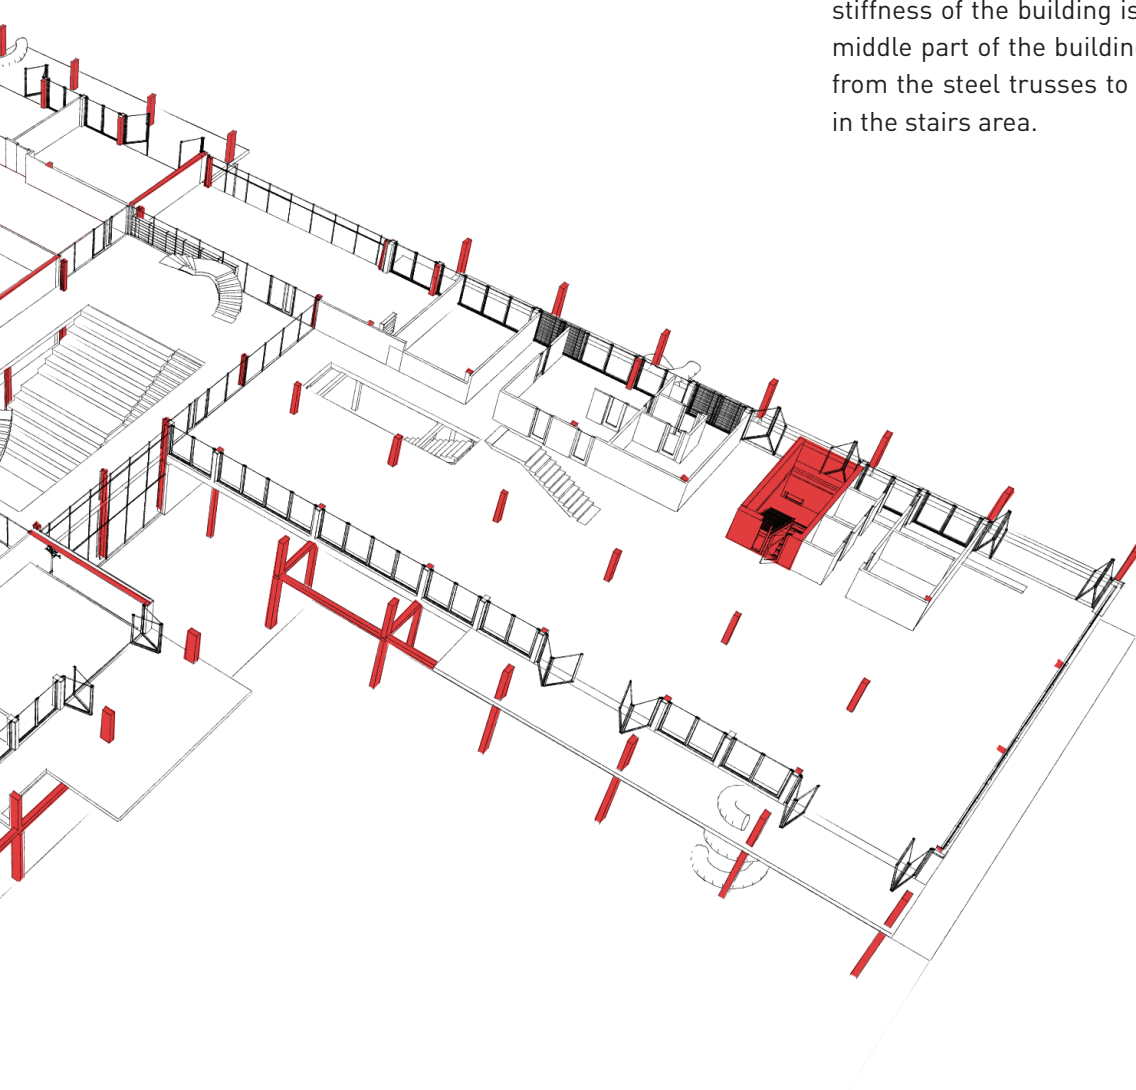 stiffness of the building is
middle part of the building
from the steel trusses to
in the stairs area.